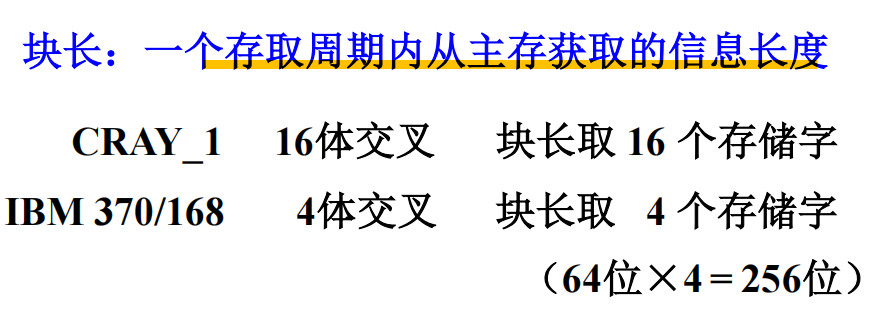 块长：一个存取周期内从主存获取的信息长度
CRAY_1 16体交叉 块长取 16 个存储字
IBM 370/168 4体交叉 块长取 4 个存储字
（64位×4 = 256位）